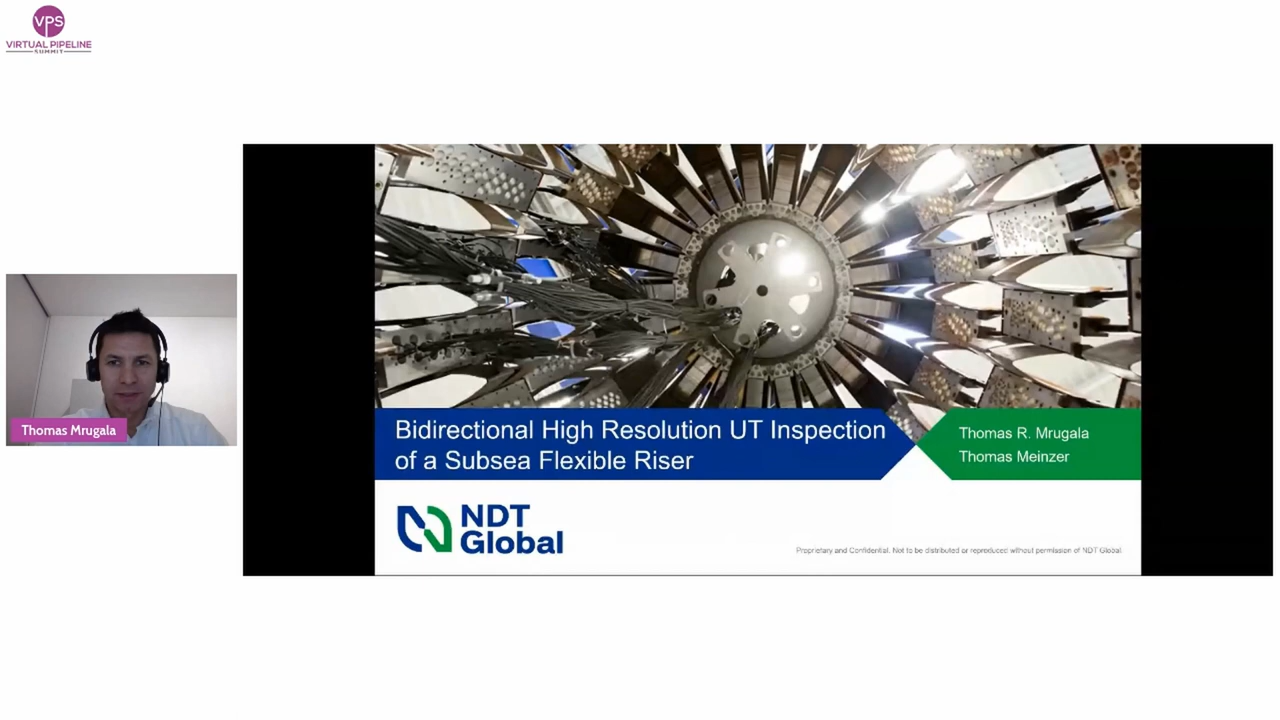 VPS
VIRTUAL PIPELINE
SUMMIT
Thomas Mrugala
Bidirectional High Resolution UT Inspection
of a Subsea Flexible Riser
Thomas R. Mrugala
Thomas Meinzer
NDT
Global
Proprietary and Confidential. Not to be distributed or reproduced without permission of NDT Global.